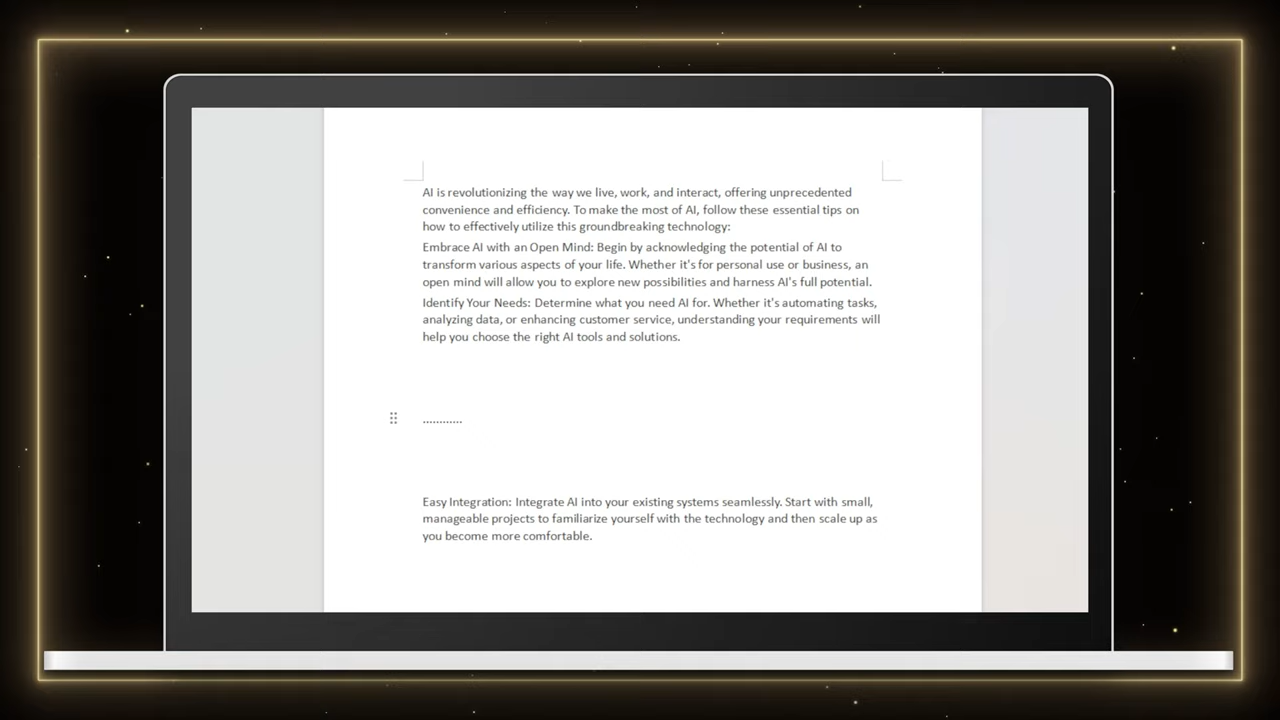 AI is revolutionizing the way we live, work, and interact, offering unprecedented
convenience and efficiency. To make the most of AI, follow these essential tips on
how to effectively utilize this groundbreaking technology:
Embrace AI with an Open Mind: Begin by acknowledging the potential of AI to
transform various aspects of your life. Whether it's for personal use or business, an
open mind will allow you to explore new possibilities and harness AI's full potential.
Identify Your Needs: Determine what you need AI for. Whether it's automating tasks,
analyzing data, or enhancing customer service, understanding your requirements will
help you choose the right AI tools and solutions.
............
Easy Integration: Integrate AI into your existing systems seamlessly. Start with small,
manageable projects to familiarize yourself with the technology and then scale up as
you become more comfortable.